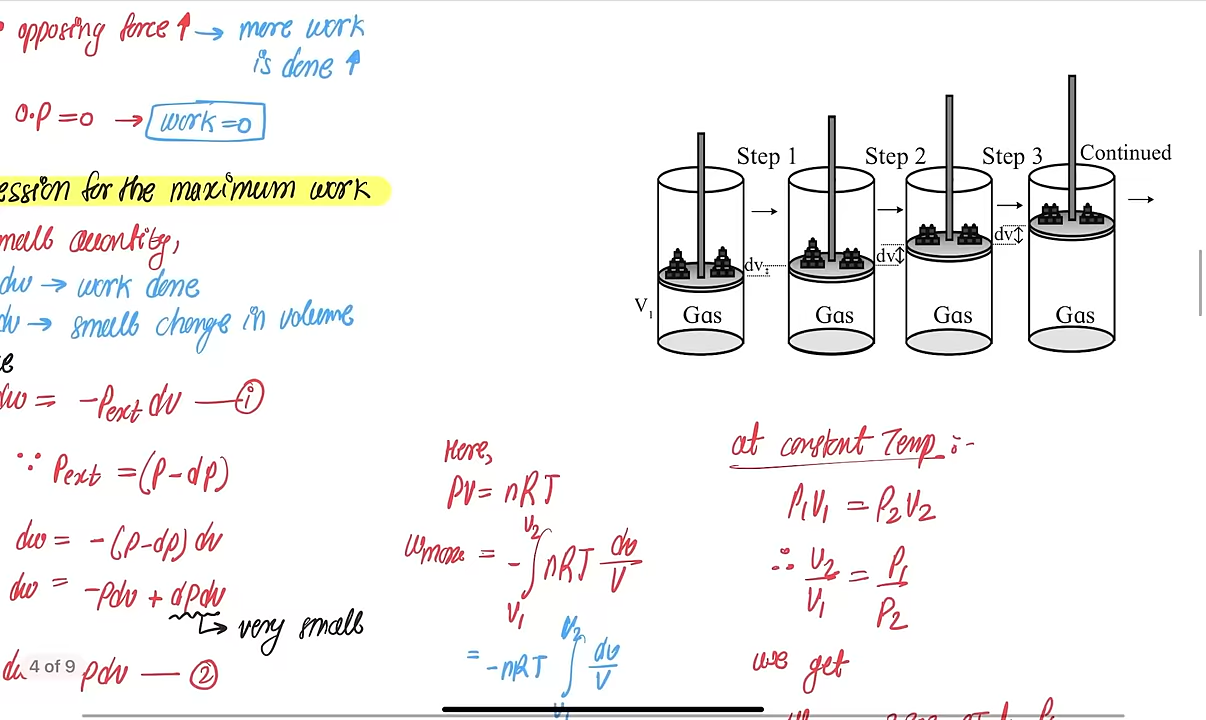 opposing force ↑ → more work
is done ↑
O.P = 0 → work = 0
ession for the maximum work
mall quantity,
dw → work done
dv → small change in volume
dw = -Pext dv — ①
∵ Pext = (P - dP)
dw = -(P-dP) dv
dw = -Pdv + dPdv
↳ very small
4 of 9
Pdv — ②
Step 1
Step 2
Step 3
Continued
dv
dv
dv
V1
Gas
Gas
Gas
Gas
Here,
PV = nRT
wmax = -∫ V1 V2 nRT dv/V
= -nRT ∫ V1 V2 dv/V
at constant Temp :-
P1V1 = P2V2
∴ V2/V1 = P1/P2
we get